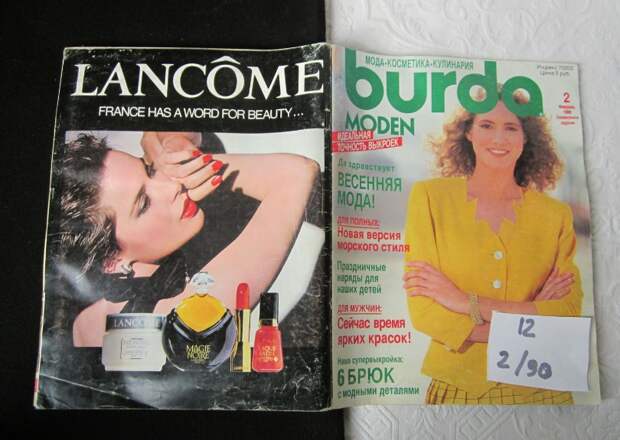 LANCÔME
FRANCE HAS A WORD FOR BEAUTY...
LANCÔME
MAGIE
NOIRE
МОДА-КОСМЕТИКА-КУЛИНАРИЯ
burda
MODEN
2
ИДЕАЛЬНАЯ
ТОЧНОСТЬ ВЫКРОЕК
Да здравствует
ВЕСЕННЯЯ
МОДА!
ДЛЯ ПОЛНЫХ:
Новая версия
морского стиля
Праздничные
наряды для
наших детей
ДЛЯ МУЖЧИН:
Сейчас время
ярких красок!
Наша супервыкройка:
6 БРЮК
с модными деталями
12
2/90